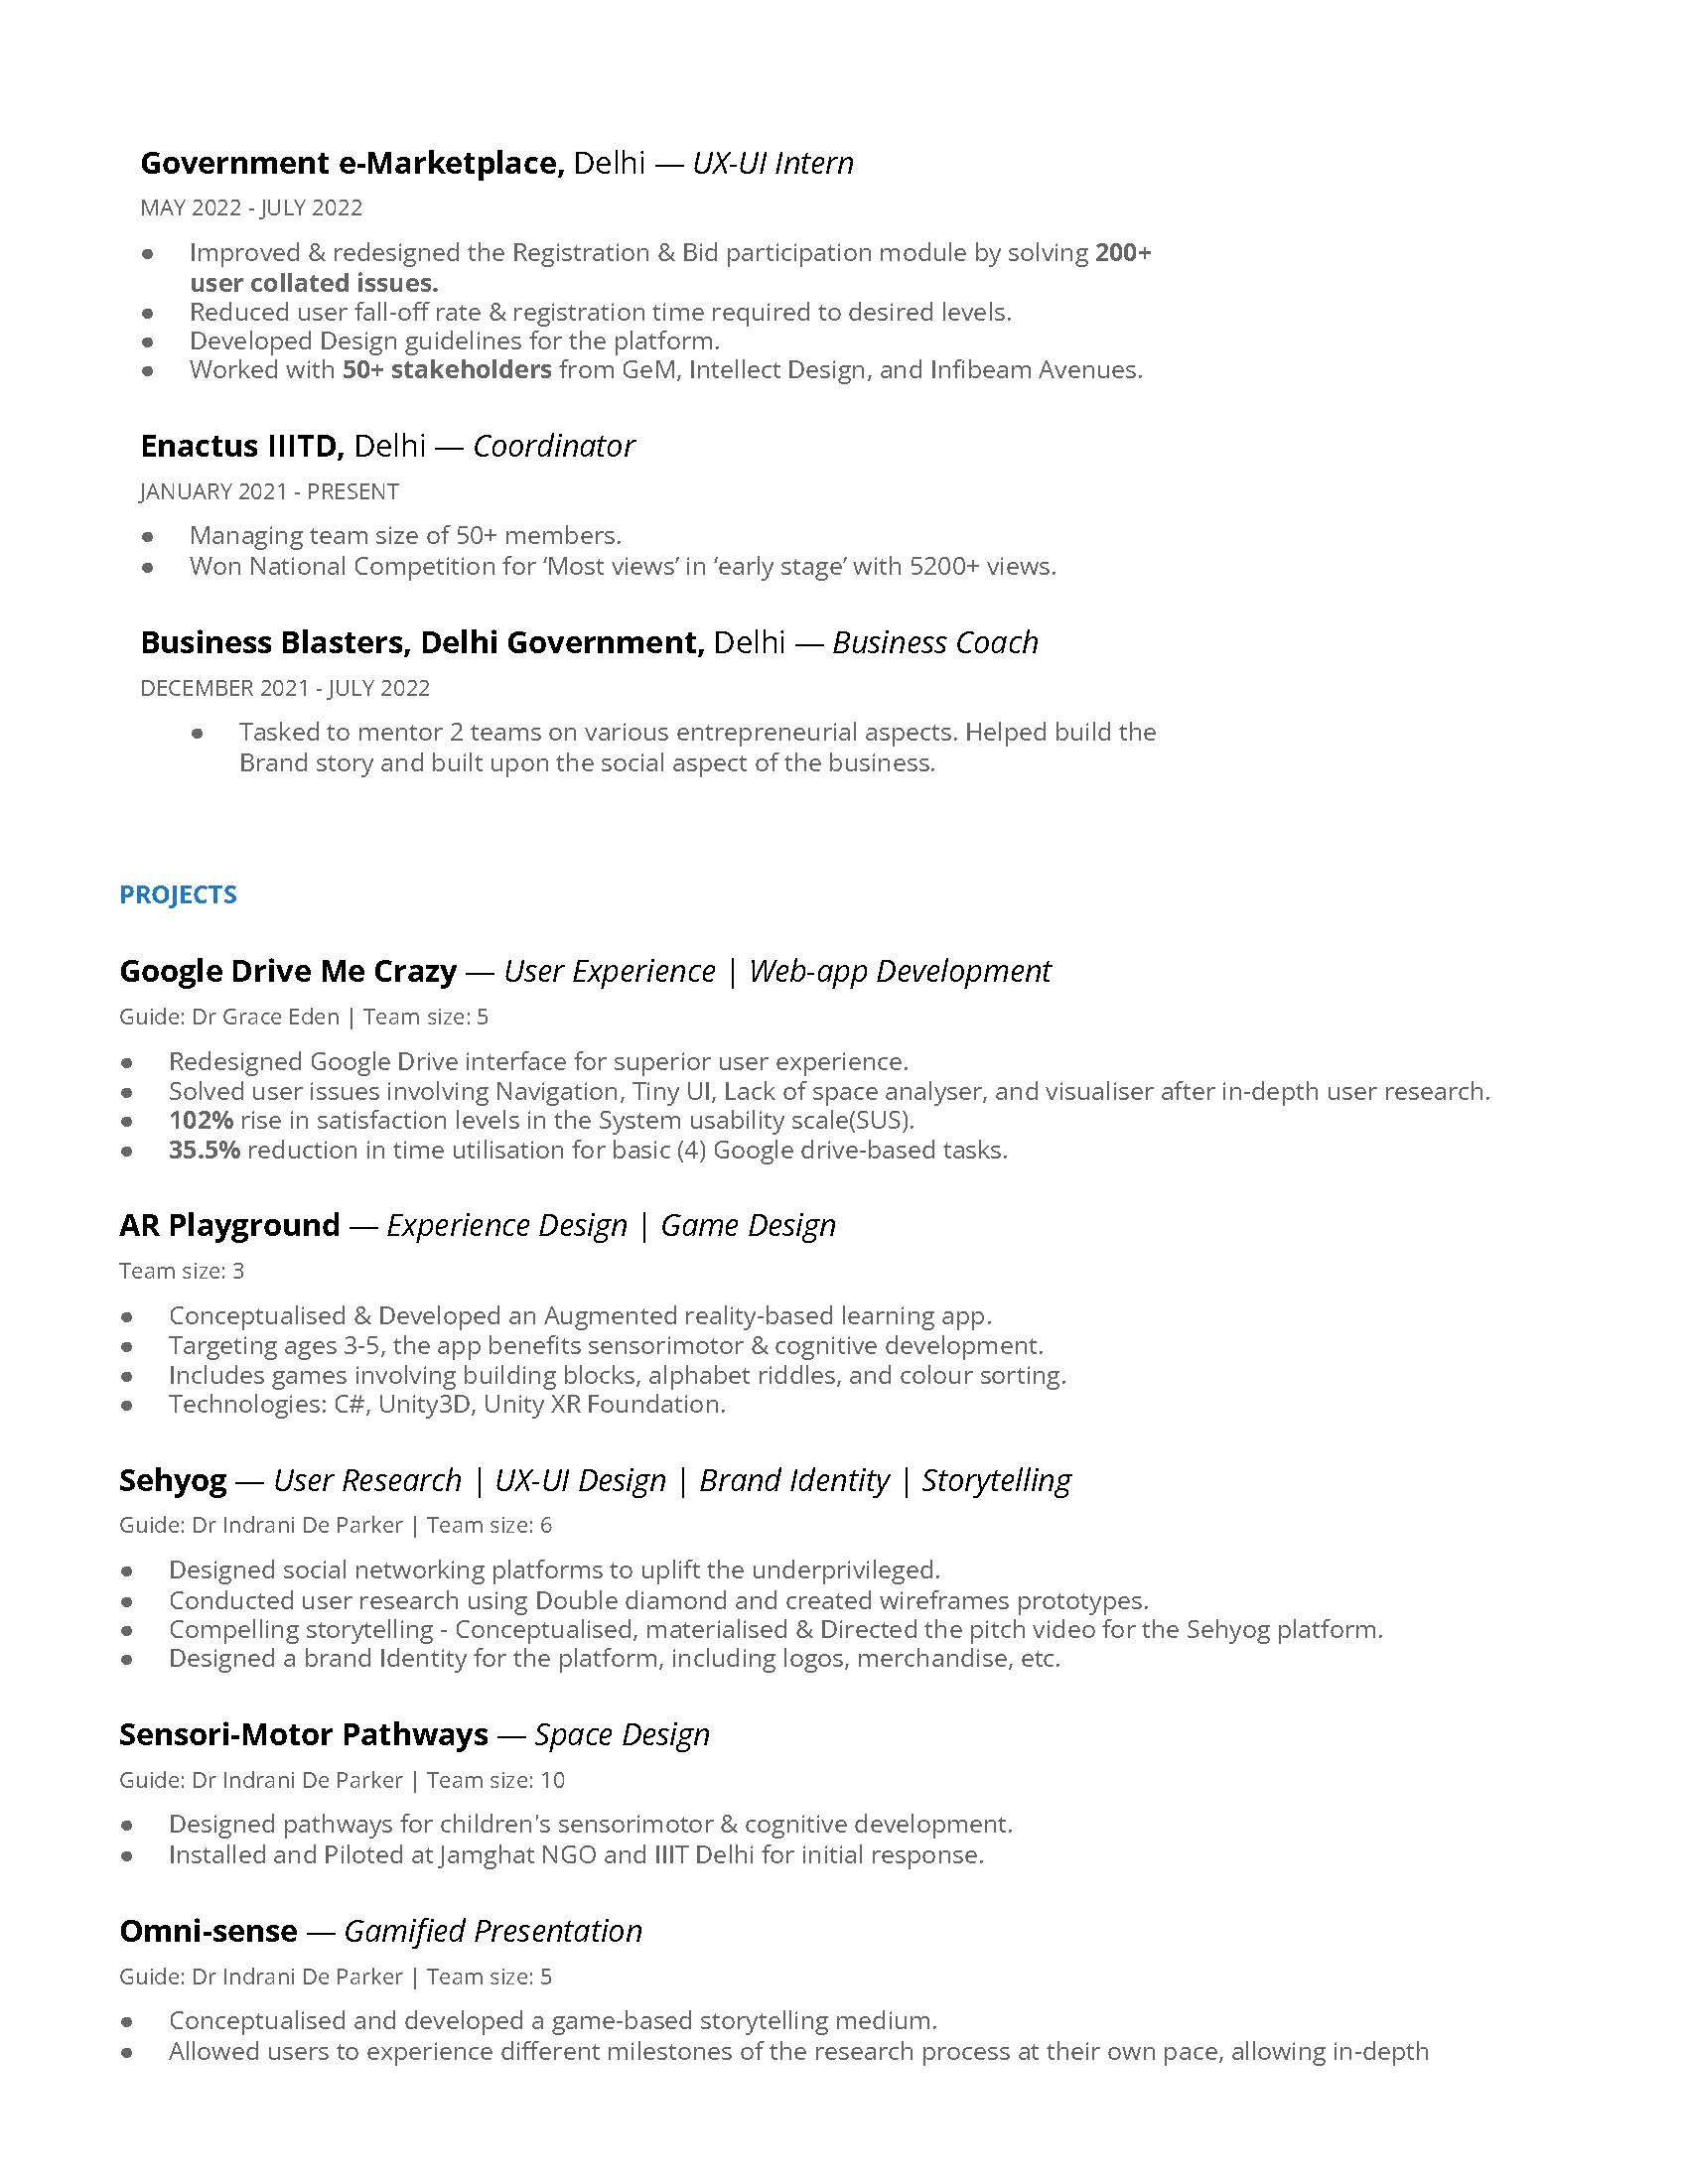 Government e-Marketplace, Delhi — UX-UI Intern
MAY 2022 - JULY 2022
● Improved & redesigned the Registration & Bid participation module by solving 200+
user collated issues.
● Reduced user fall-off rate & registration time required to desired levels.
● Developed Design guidelines for the platform.
● Worked with 50+ stakeholders from GeM, Intellect Design, and Infibeam Avenues.
Enactus IIITD, Delhi — Coordinator
JANUARY 2021 - PRESENT
● Managing team size of 50+ members.
● Won National Competition for ‘Most views’ in ‘early stage’ with 5200+ views.
Business Blasters, Delhi Government, Delhi — Business Coach
DECEMBER 2021 - JULY 2022
● Tasked to mentor 2 teams on various entrepreneurial aspects. Helped build the
Brand story and built upon the social aspect of the business.
PROJECTS
Google Drive Me Crazy — User Experience | Web-app Development
Guide: Dr Grace Eden | Team size: 5
● Redesigned Google Drive interface for superior user experience.
● Solved user issues involving Navigation, Tiny UI, Lack of space analyser, and visualiser after in-depth user research.
● 102% rise in satisfaction levels in the System usability scale(SUS).
● 35.5% reduction in time utilisation for basic (4) Google drive-based tasks.
AR Playground — Experience Design | Game Design
Team size: 3
● Conceptualised & Developed an Augmented reality-based learning app.
● Targeting ages 3-5, the app benefits sensorimotor & cognitive development.
● Includes games involving building blocks, alphabet riddles, and colour sorting.
● Technologies: C#, Unity3D, Unity XR Foundation.
Sehyog — User Research | UX-UI Design | Brand Identity | Storytelling
Guide: Dr Indrani De Parker | Team size: 6
● Designed social networking platforms to uplift the underprivileged.
● Conducted user research using Double diamond and created wireframes prototypes.
● Compelling storytelling - Conceptualised, materialised & Directed the pitch video for the Sehyog platform.
● Designed a brand Identity for the platform, including logos, merchandise, etc.
Sensori-Motor Pathways — Space Design
Guide: Dr Indrani De Parker | Team size: 10
● Designed pathways for children's sensorimotor & cognitive development.
● Installed and Piloted at Jamghat NGO and IIIT Delhi for initial response.
Omni-sense — Gamified Presentation
Guide: Dr Indrani De Parker | Team size: 5
● Conceptualised and developed a game-based storytelling medium.
● Allowed users to experience different milestones of the research process at their own pace, allowing in-depth